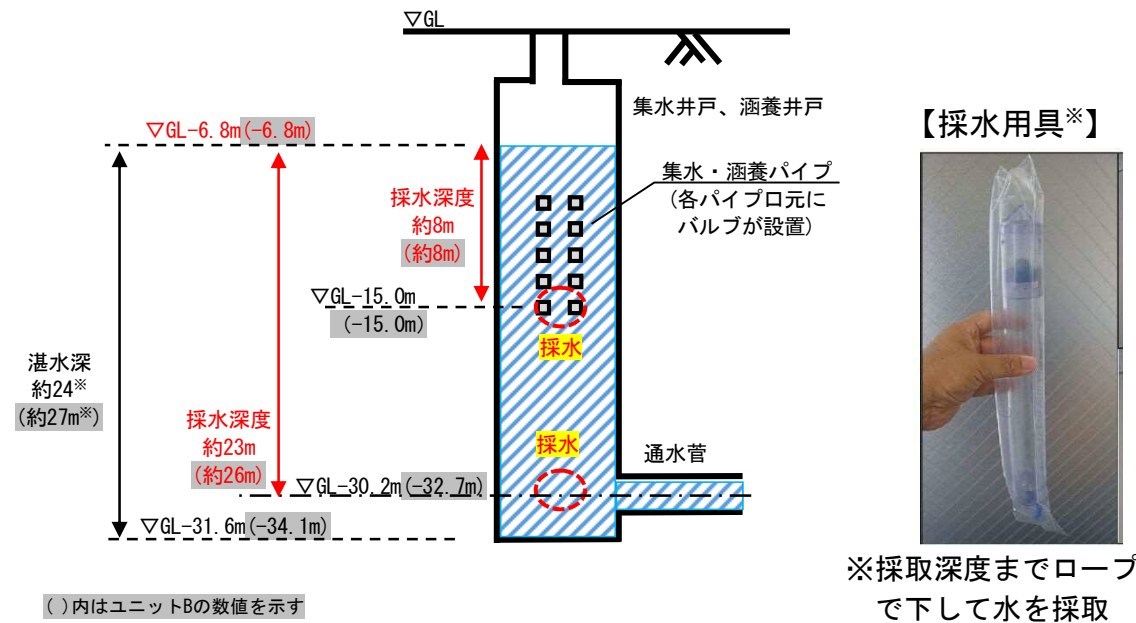 ▽GL
集水井戸、涵養井戸
▽GL-6.8m(-6.8m)
採水深度
約8m
(約8m)
集水・涵養パイプ
(各パイプ口元に
バルブが設置)
▽GL-15.0m
(-15.0m)
採水
湛水深
約24※
(約27m※)
採水深度
約23m
(約26m)
採水
通水菅
▽GL-30.2m(-32.7m)
▽GL-31.6m(-34.1m)
( )内はユニットBの数値を示す
【採水用具※】
※採取深度までロープ
で下して水を採取